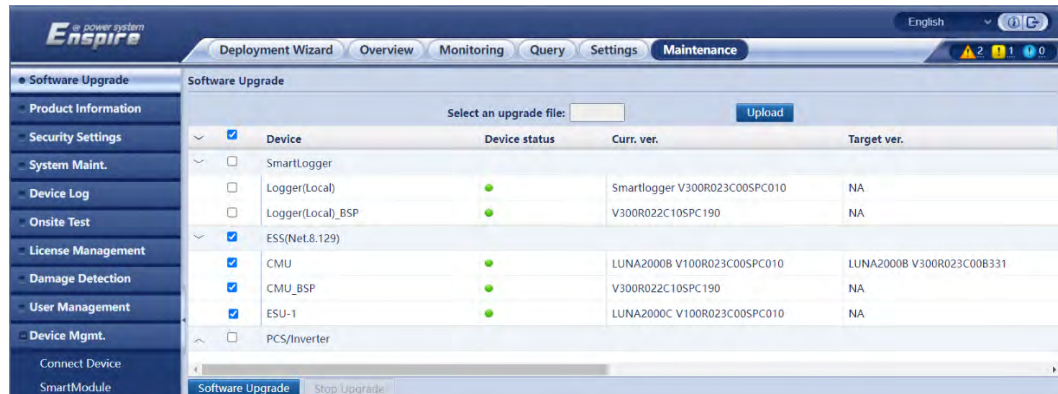 @ power system
Enspire
English
Deployment Wizard Overview Monitoring Query Settings Maintenance
2 1 0
Software Upgrade
Product Information
Security Settings
System Maint.
Device Log
Onsite Test
License Management
Damage Detection
User Management
Device Mgmt.
Connect Device
SmartModule
Software Upgrade
Select an upgrade file: Upload
Device Device status Curr. ver. Target ver.
SmartLogger
Logger(Local) Smartlogger V300R023C00SPC010 NA
Logger(Local)_BSP V300R022C10SPC190 NA
ESS(Net.8.129)
CMU LUNA2000B V100R023C00SPC010 LUNA2000B V300R023C00B331
CMU_BSP V300R022C10SPC190 NA
ESU-1 LUNA2000C V100R023C00SPC010 NA
PCS/Inverter
Software Upgrade Stop Upgrade